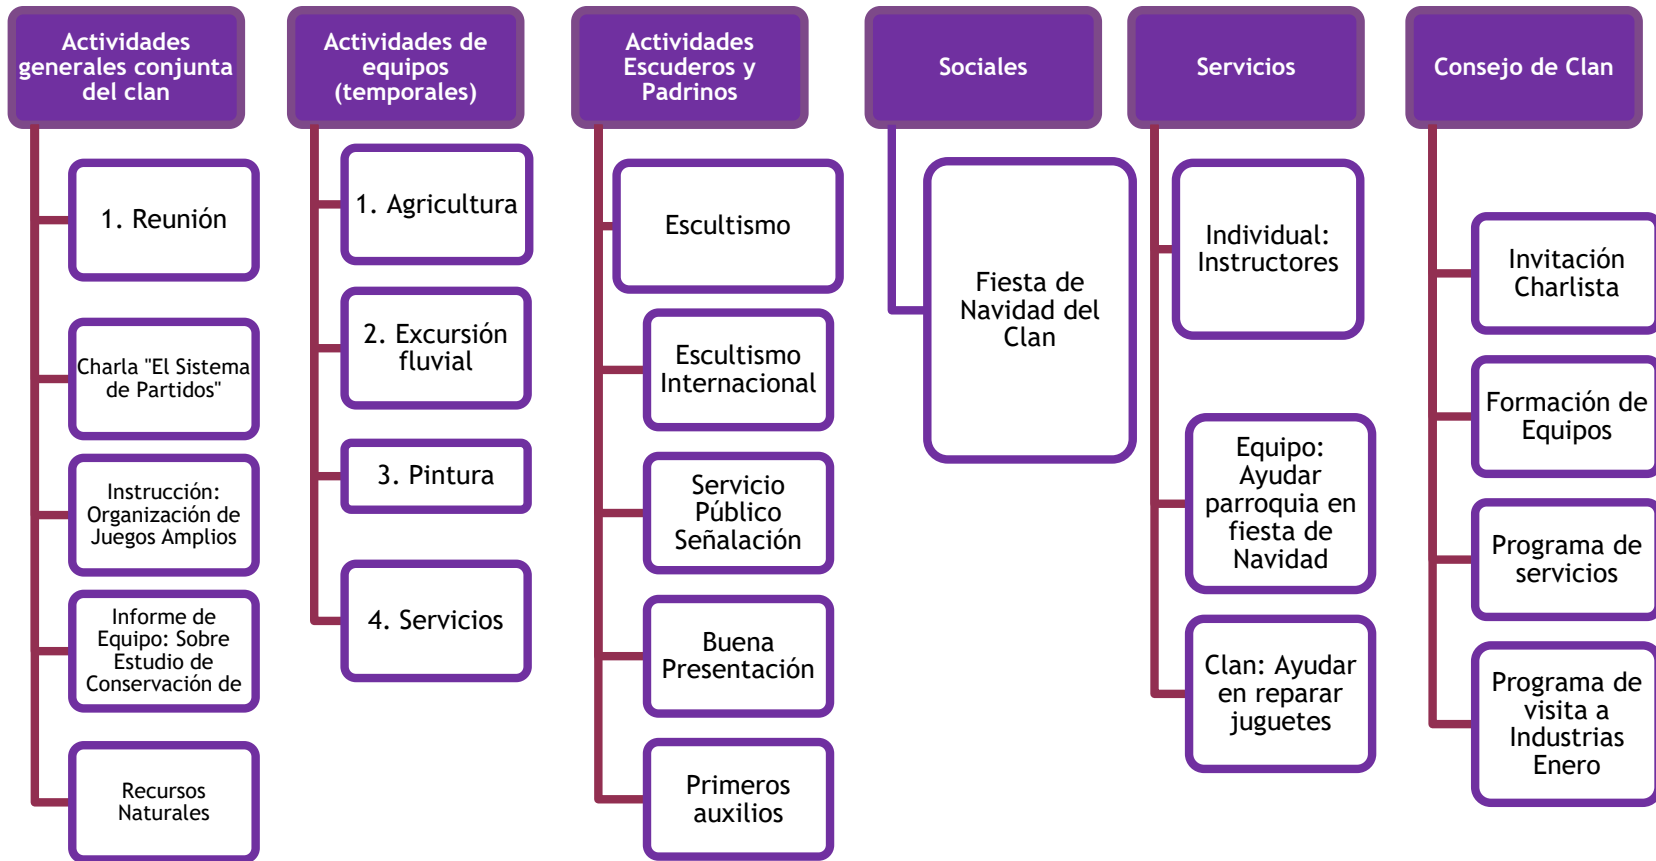 Actividades
generales conjunta
del clan
1. Reunión
Charla "El Sistema
de Partidos"
Instrucción:
Organización de
Juegos Amplios
Informe de
Equipo: Sobre
Estudio de
Conservación de
Recursos
Naturales
Actividades de
equipos
(temporales)
1. Agricultura
2. Excursión
fluvial
3. Pintura
4. Servicios
Actividades
Escuderos y
Padrinos
Escultismo
Escultismo
Internacional
Servicio
Público
Señalación
Buena
Presentación
Primeros
auxilios
Sociales
Fiesta de
Navidad del
Clan
Servicios
Individual:
Instructores
Equipo:
Ayudar
parroquia en
fiesta de
Navidad
Clan: Ayudar
en reparar
juguetes
Consejo de Clan
Invitación
Charlista
Formación de
Equipos
Programa de
servicios
Programa de
visita a
Industrias
Enero